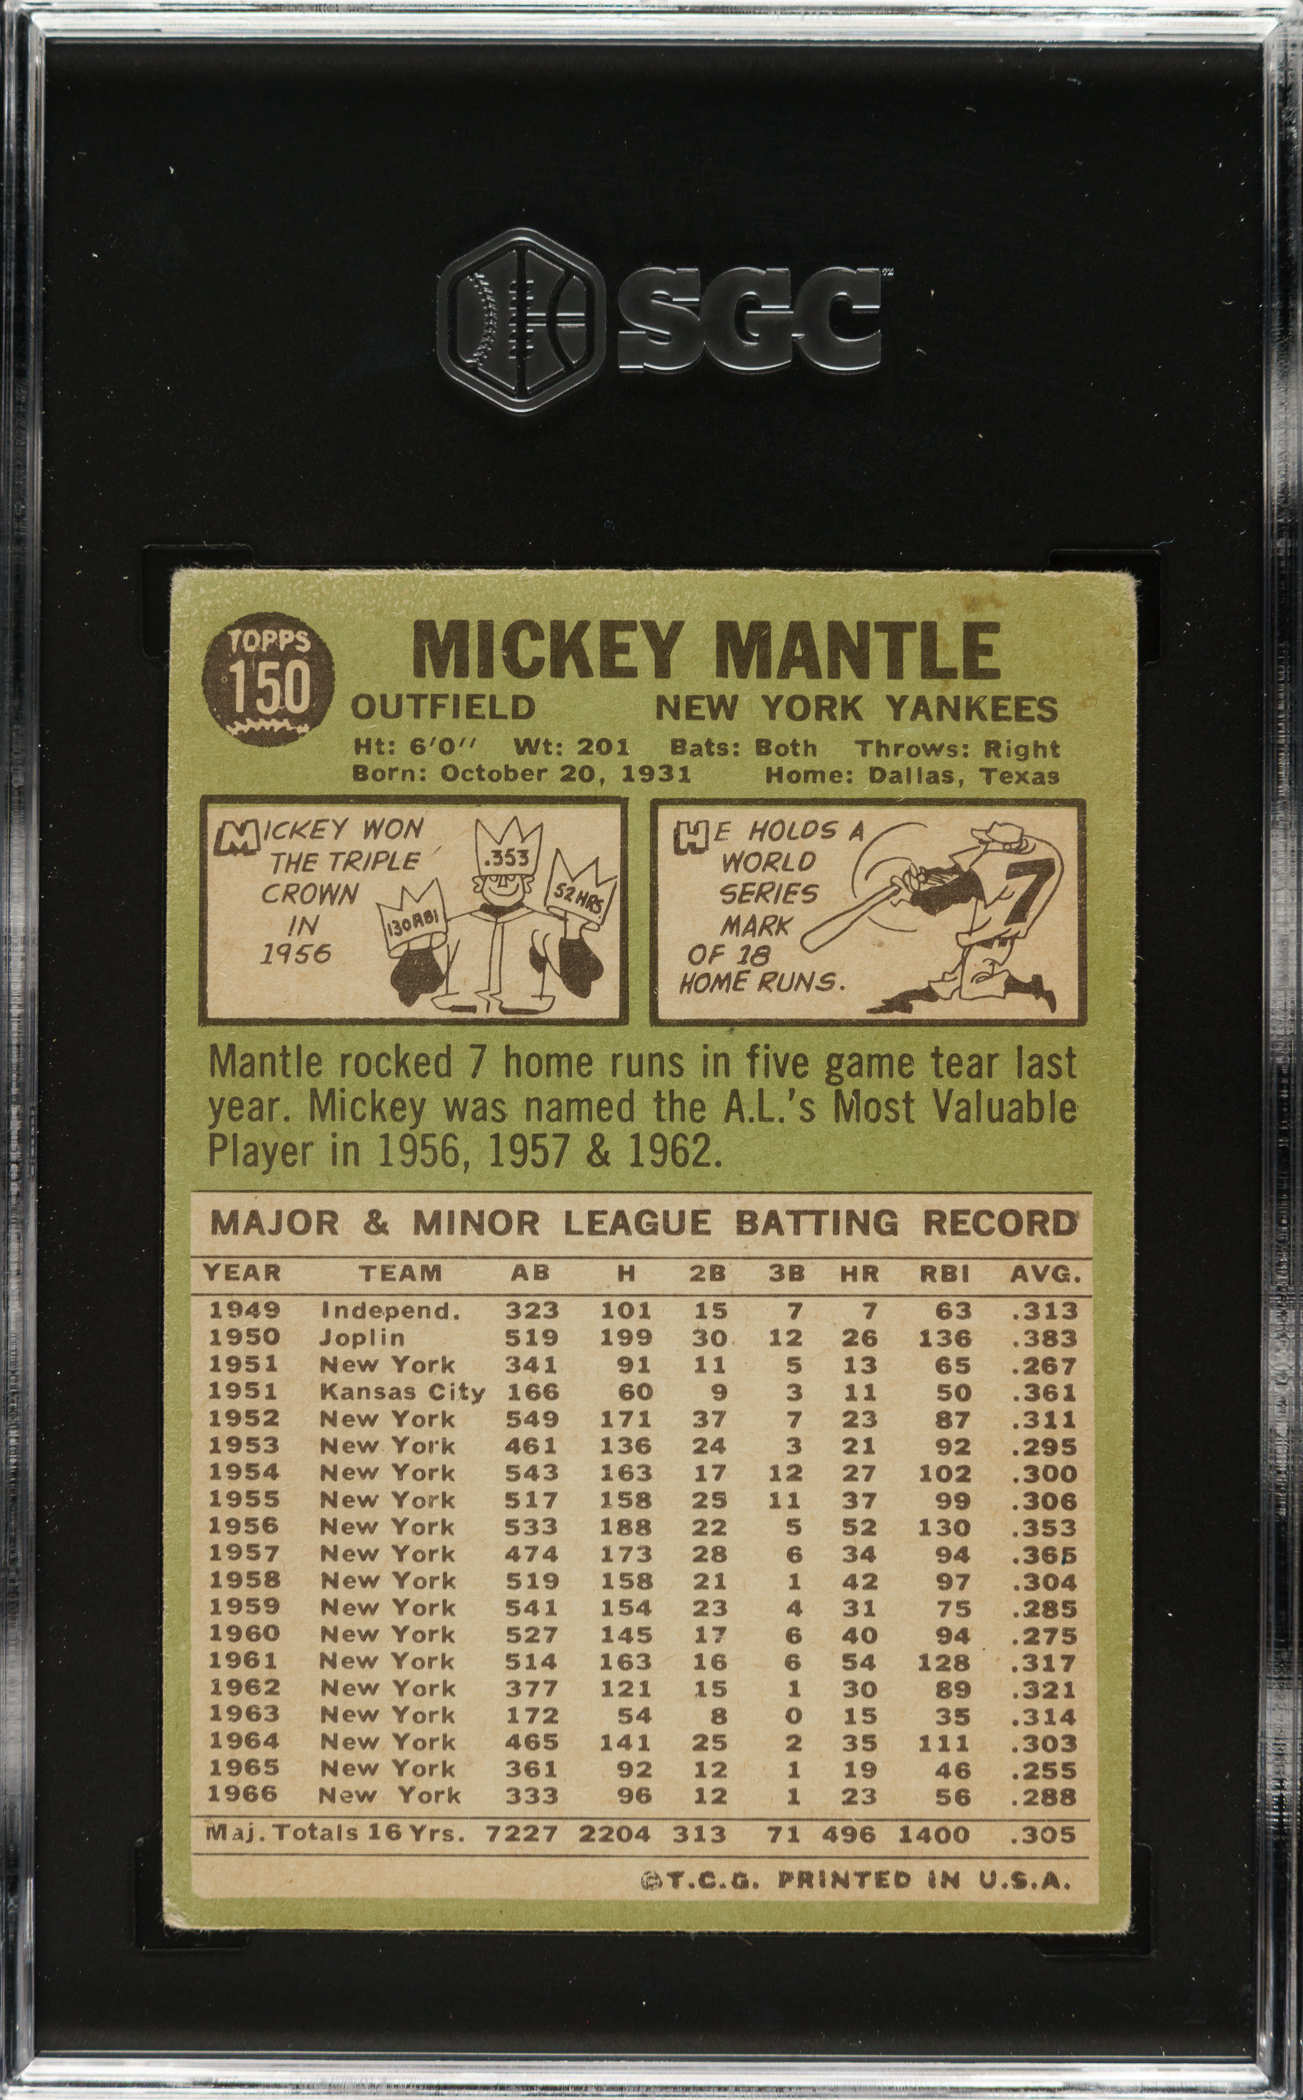 SGC™
TOPPS
150
MICKEY MANTLE
OUTFIELD NEW YORK YANKEES
Ht: 6'0'' Wt: 201 Bats: Both Throws: Right
Born: October 20, 1931 Home: Dallas, Texas
MICKEY WON
THE TRIPLE
CROWN
IN
1956
.353
130 RBI
52 HRS
HE HOLDS A
WORLD
SERIES
MARK
OF 18
HOME RUNS.
7
Mantle rocked 7 home runs in five game tear last
year. Mickey was named the A.L.'s Most Valuable
Player in 1956, 1957 & 1962.
MAJOR & MINOR LEAGUE BATTING RECORD
YEAR TEAM AB H 2B 3B HR RBI AVG.
1949 Independ. 323 101 15 7 7 63 .313
1950 Joplin 519 199 30 12 26 136 .383
1951 New York 341 91 11 5 13 65 .267
1951 Kansas City 166 60 9 3 11 50 .361
1952 New York 549 171 37 7 23 87 .311
1953 New York 461 136 24 3 21 92 .295
1954 New York 543 163 17 12 27 102 .300
1955 New York 517 158 25 11 37 99 .306
1956 New York 533 188 22 5 52 130 .353
1957 New York 474 173 28 6 34 94 .365
1958 New York 519 158 21 1 42 97 .304
1959 New York 541 154 23 4 31 75 .285
1960 New York 527 145 17 6 40 94 .275
1961 New York 514 163 16 6 54 128 .317
1962 New York 377 121 15 1 30 89 .321
1963 New York 172 54 8 0 15 35 .314
1964 New York 465 141 25 2 35 111 .303
1965 New York 361 92 12 1 19 46 .255
1966 New York 333 96 12 1 23 56 .288
Maj. Totals 16 Yrs. 7227 2204 313 71 496 1400 .305
©T.C.G. PRINTED IN U.S.A.